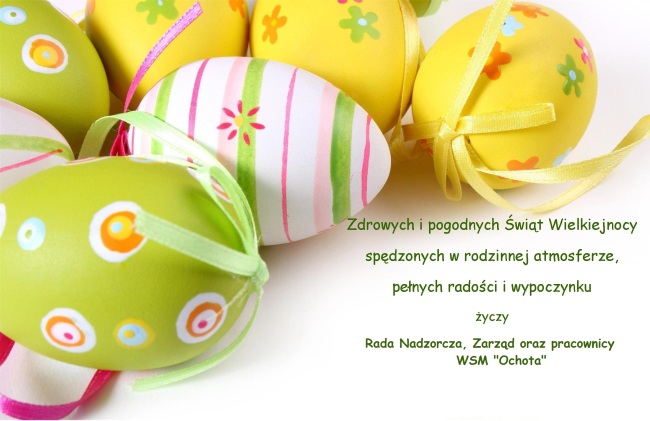 Zdrowych i pogodnych Świąt Wielkiejnocy
spędzonych w rodzinnej atmosferze,
pełnych radości i wypoczynku
życzy
Rada Nadzorcza, Zarząd oraz pracownicy
WSM "Ochota"